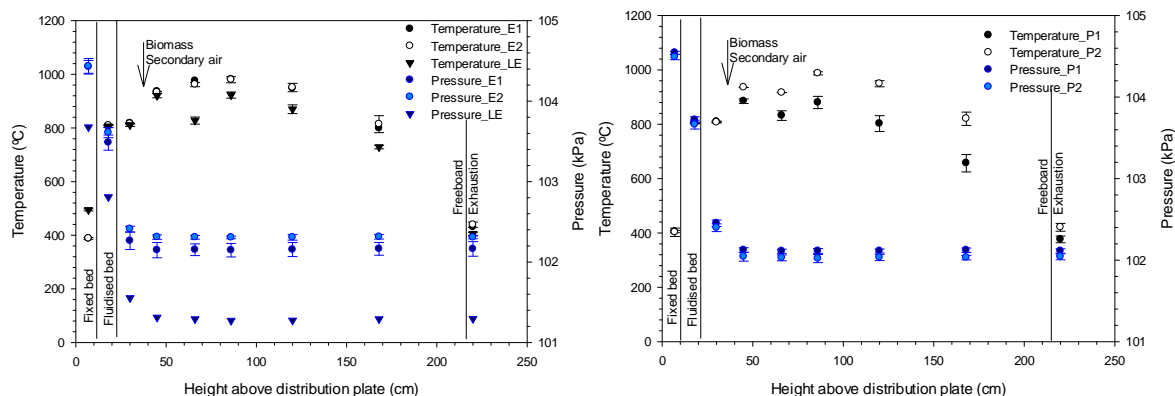 1200
1000
800
600
400
200
0
Temperature (ºC)
105
104
103
102
101
Pressure (kPa)
0 50 100 150 200 250
Height above distribution plate (cm)
Fixed bed
Fluidised bed
Biomass
Secondary air
Freeboard
Exhaustion
Temperature_E1
Temperature_E2
Temperature_LE
Pressure_E1
Pressure_E2
Pressure_LE
1200
1000
800
600
400
200
0
Temperature (ºC)
105
104
103
102
101
Pressure (kPa)
0 50 100 150 200 250
Height above distribution plate (cm)
Fixed bed
Fluidised bed
Biomass
Secondary air
Freeboard
Exhaustion
Temperature_P1
Temperature_P2
Pressure_P1
Pressure_P2